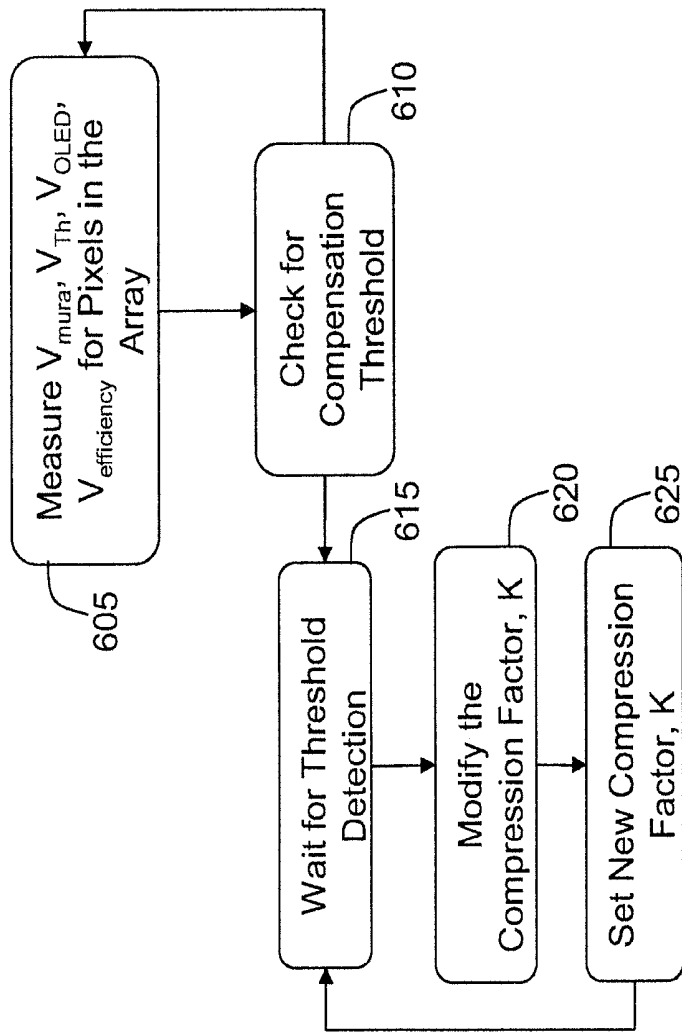 Measure V_mura, V_Th, V_OLED,
V_efficiency for Pixels in the
Array
605
Check for
Compensation
Threshold
610
Wait for Threshold
Detection
615
Modify the
Compression Factor, K
620
Set New Compression
Factor, K
625